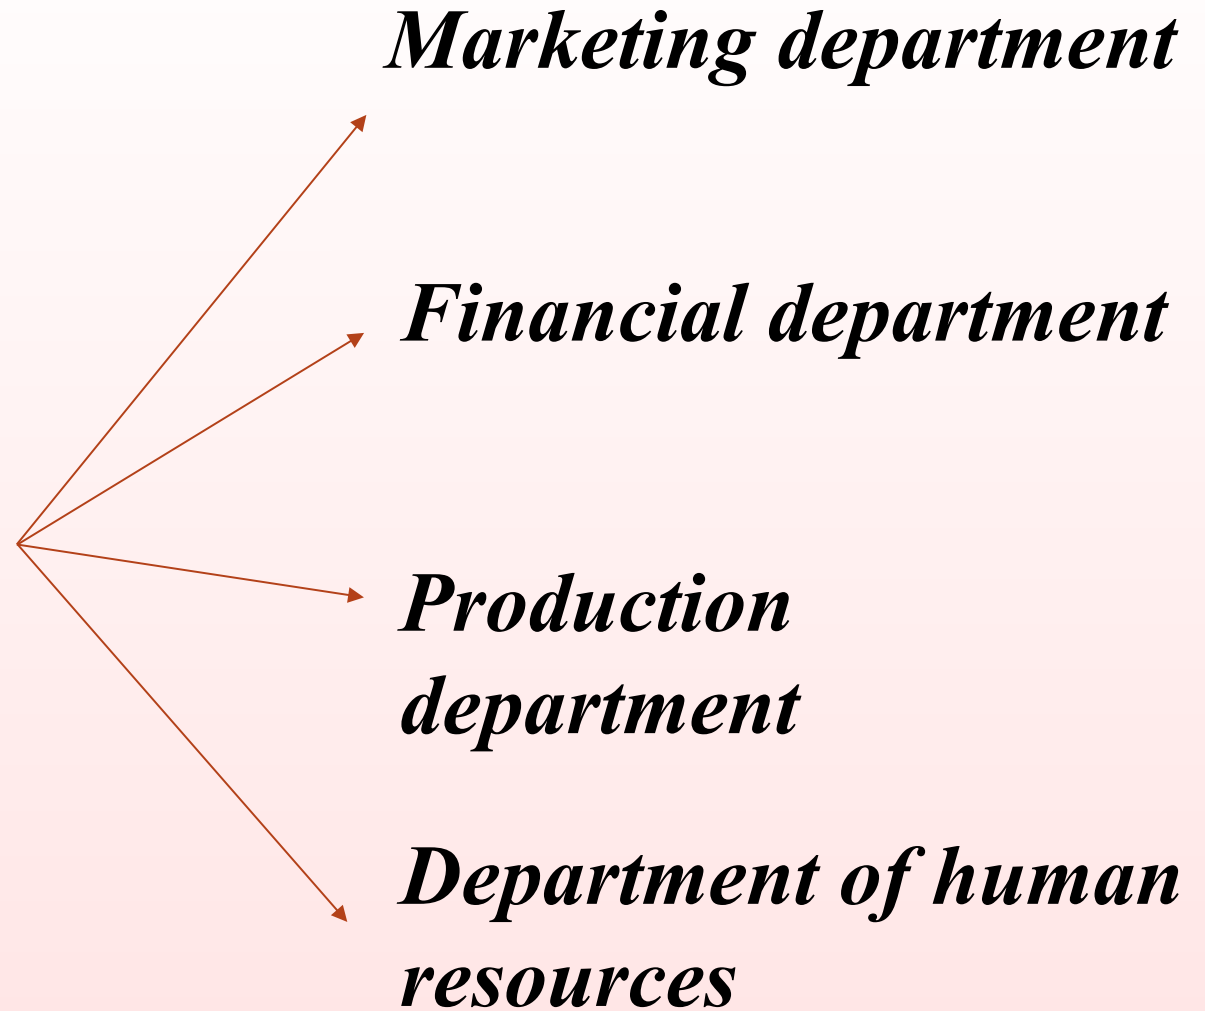 Marketing department
Financial department
Production
department
Department of human
resources